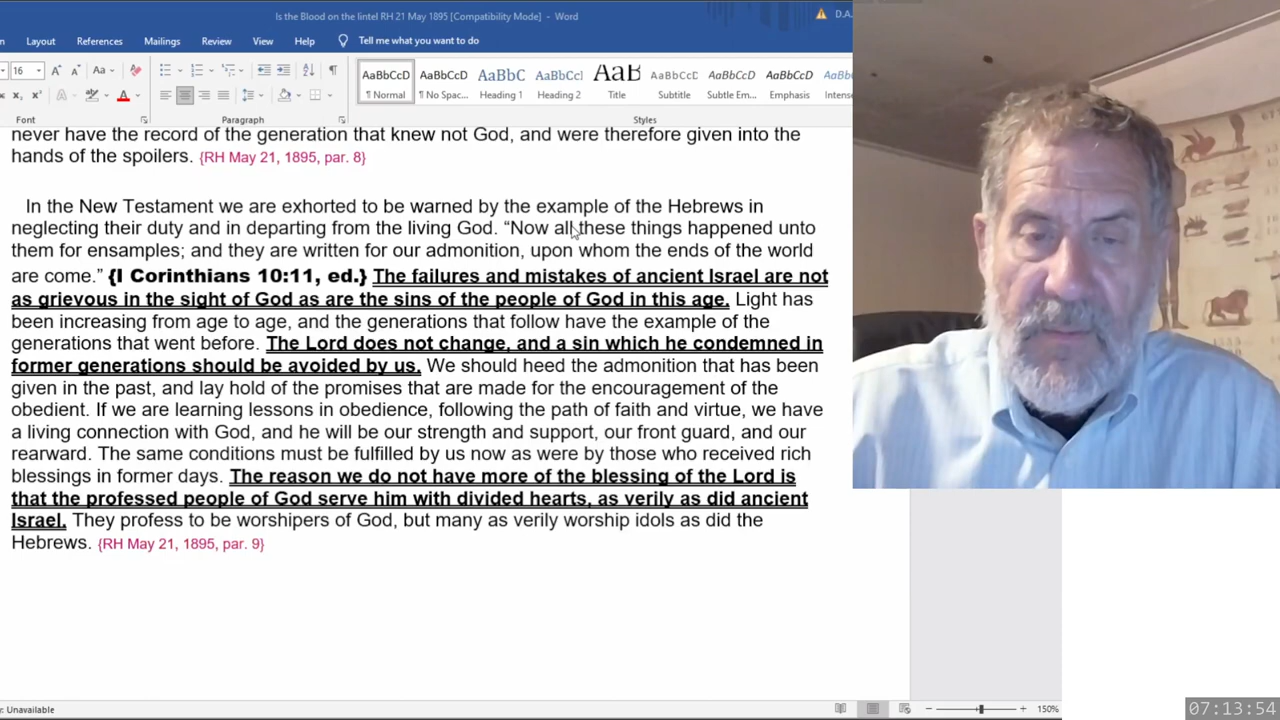 Is the Blood on the lintel RH 21 May 1895 [Compatibility Mode] - Word
D.A.
Layout References Mailings Review View Help Tell me what you want to do
16
Aa
AaBbCcD AaBbCcD AaBbC AaBbCcI AaB AaBbCcD AaBbCcD AaBbCcD
¶ Normal ¶ No Spac... Heading 1 Heading 2 Title Subtitle Subtle Em... Emphasis Intense
Font Paragraph Styles
never have the record of the generation that knew not God, and were therefore given into the
hands of the spoilers. {RH May 21, 1895, par. 8}
In the New Testament we are exhorted to be warned by the example of the Hebrews in
neglecting their duty and in departing from the living God. “Now all these things happened unto
them for ensamples; and they are written for our admonition, upon whom the ends of the world
are come.” {I Corinthians 10:11, ed.} The failures and mistakes of ancient Israel are not
as grievous in the sight of God as are the sins of the people of God in this age. Light has
been increasing from age to age, and the generations that follow have the example of the
generations that went before. The Lord does not change, and a sin which he condemned in
former generations should be avoided by us. We should heed the admonition that has been
given in the past, and lay hold of the promises that are made for the encouragement of the
obedient. If we are learning lessons in obedience, following the path of faith and virtue, we have
a living connection with God, and he will be our strength and support, our front guard, and our
rearward. The same conditions must be fulfilled by us now as were by those who received rich
blessings in former days. The reason we do not have more of the blessing of the Lord is
that the professed people of God serve him with divided hearts, as verily as did ancient
Israel. They profess to be worshipers of God, but many as verily worship idols as did the
Hebrews. {RH May 21, 1895, par. 9}
: Unavailable
150%
07:13:54